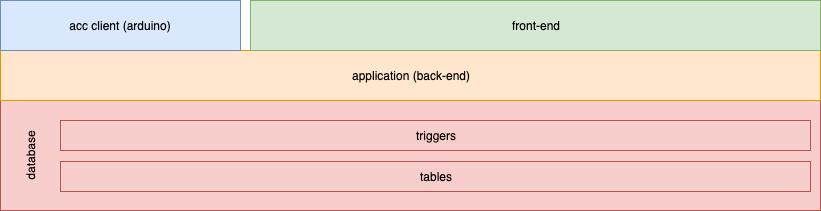 acc client (arduino)
front-end
application (back-end)
database
triggers
tables